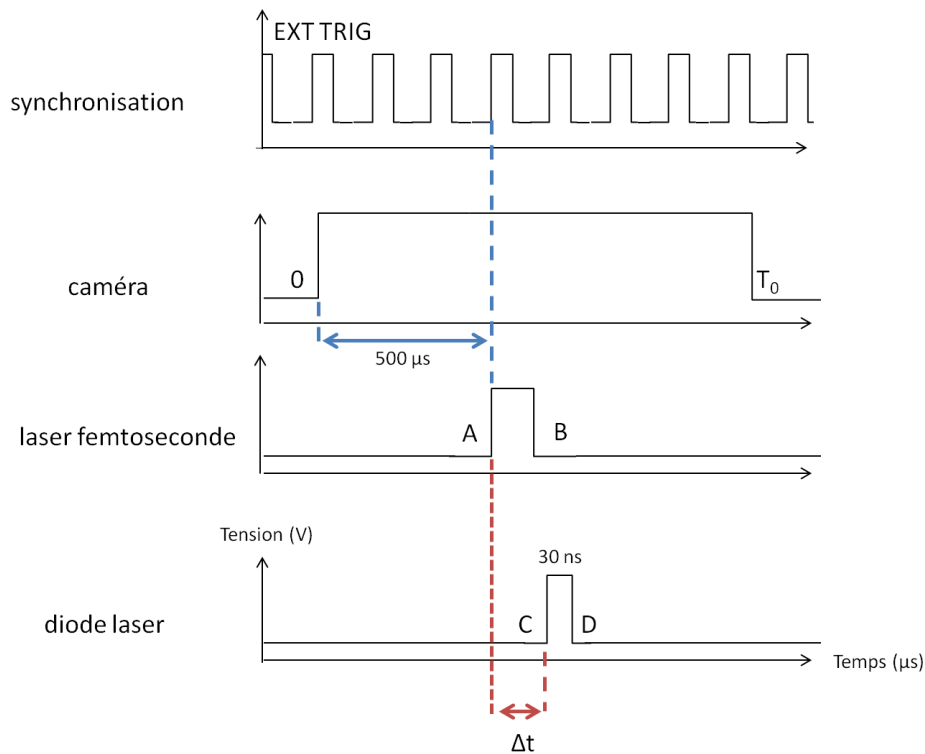 EXT TRIG
synchronisation
0
T₀
caméra
500 µs
laser femtoseconde
A
B
Tension (V)
30 ns
diode laser
C
D
Temps (µs)
Δt